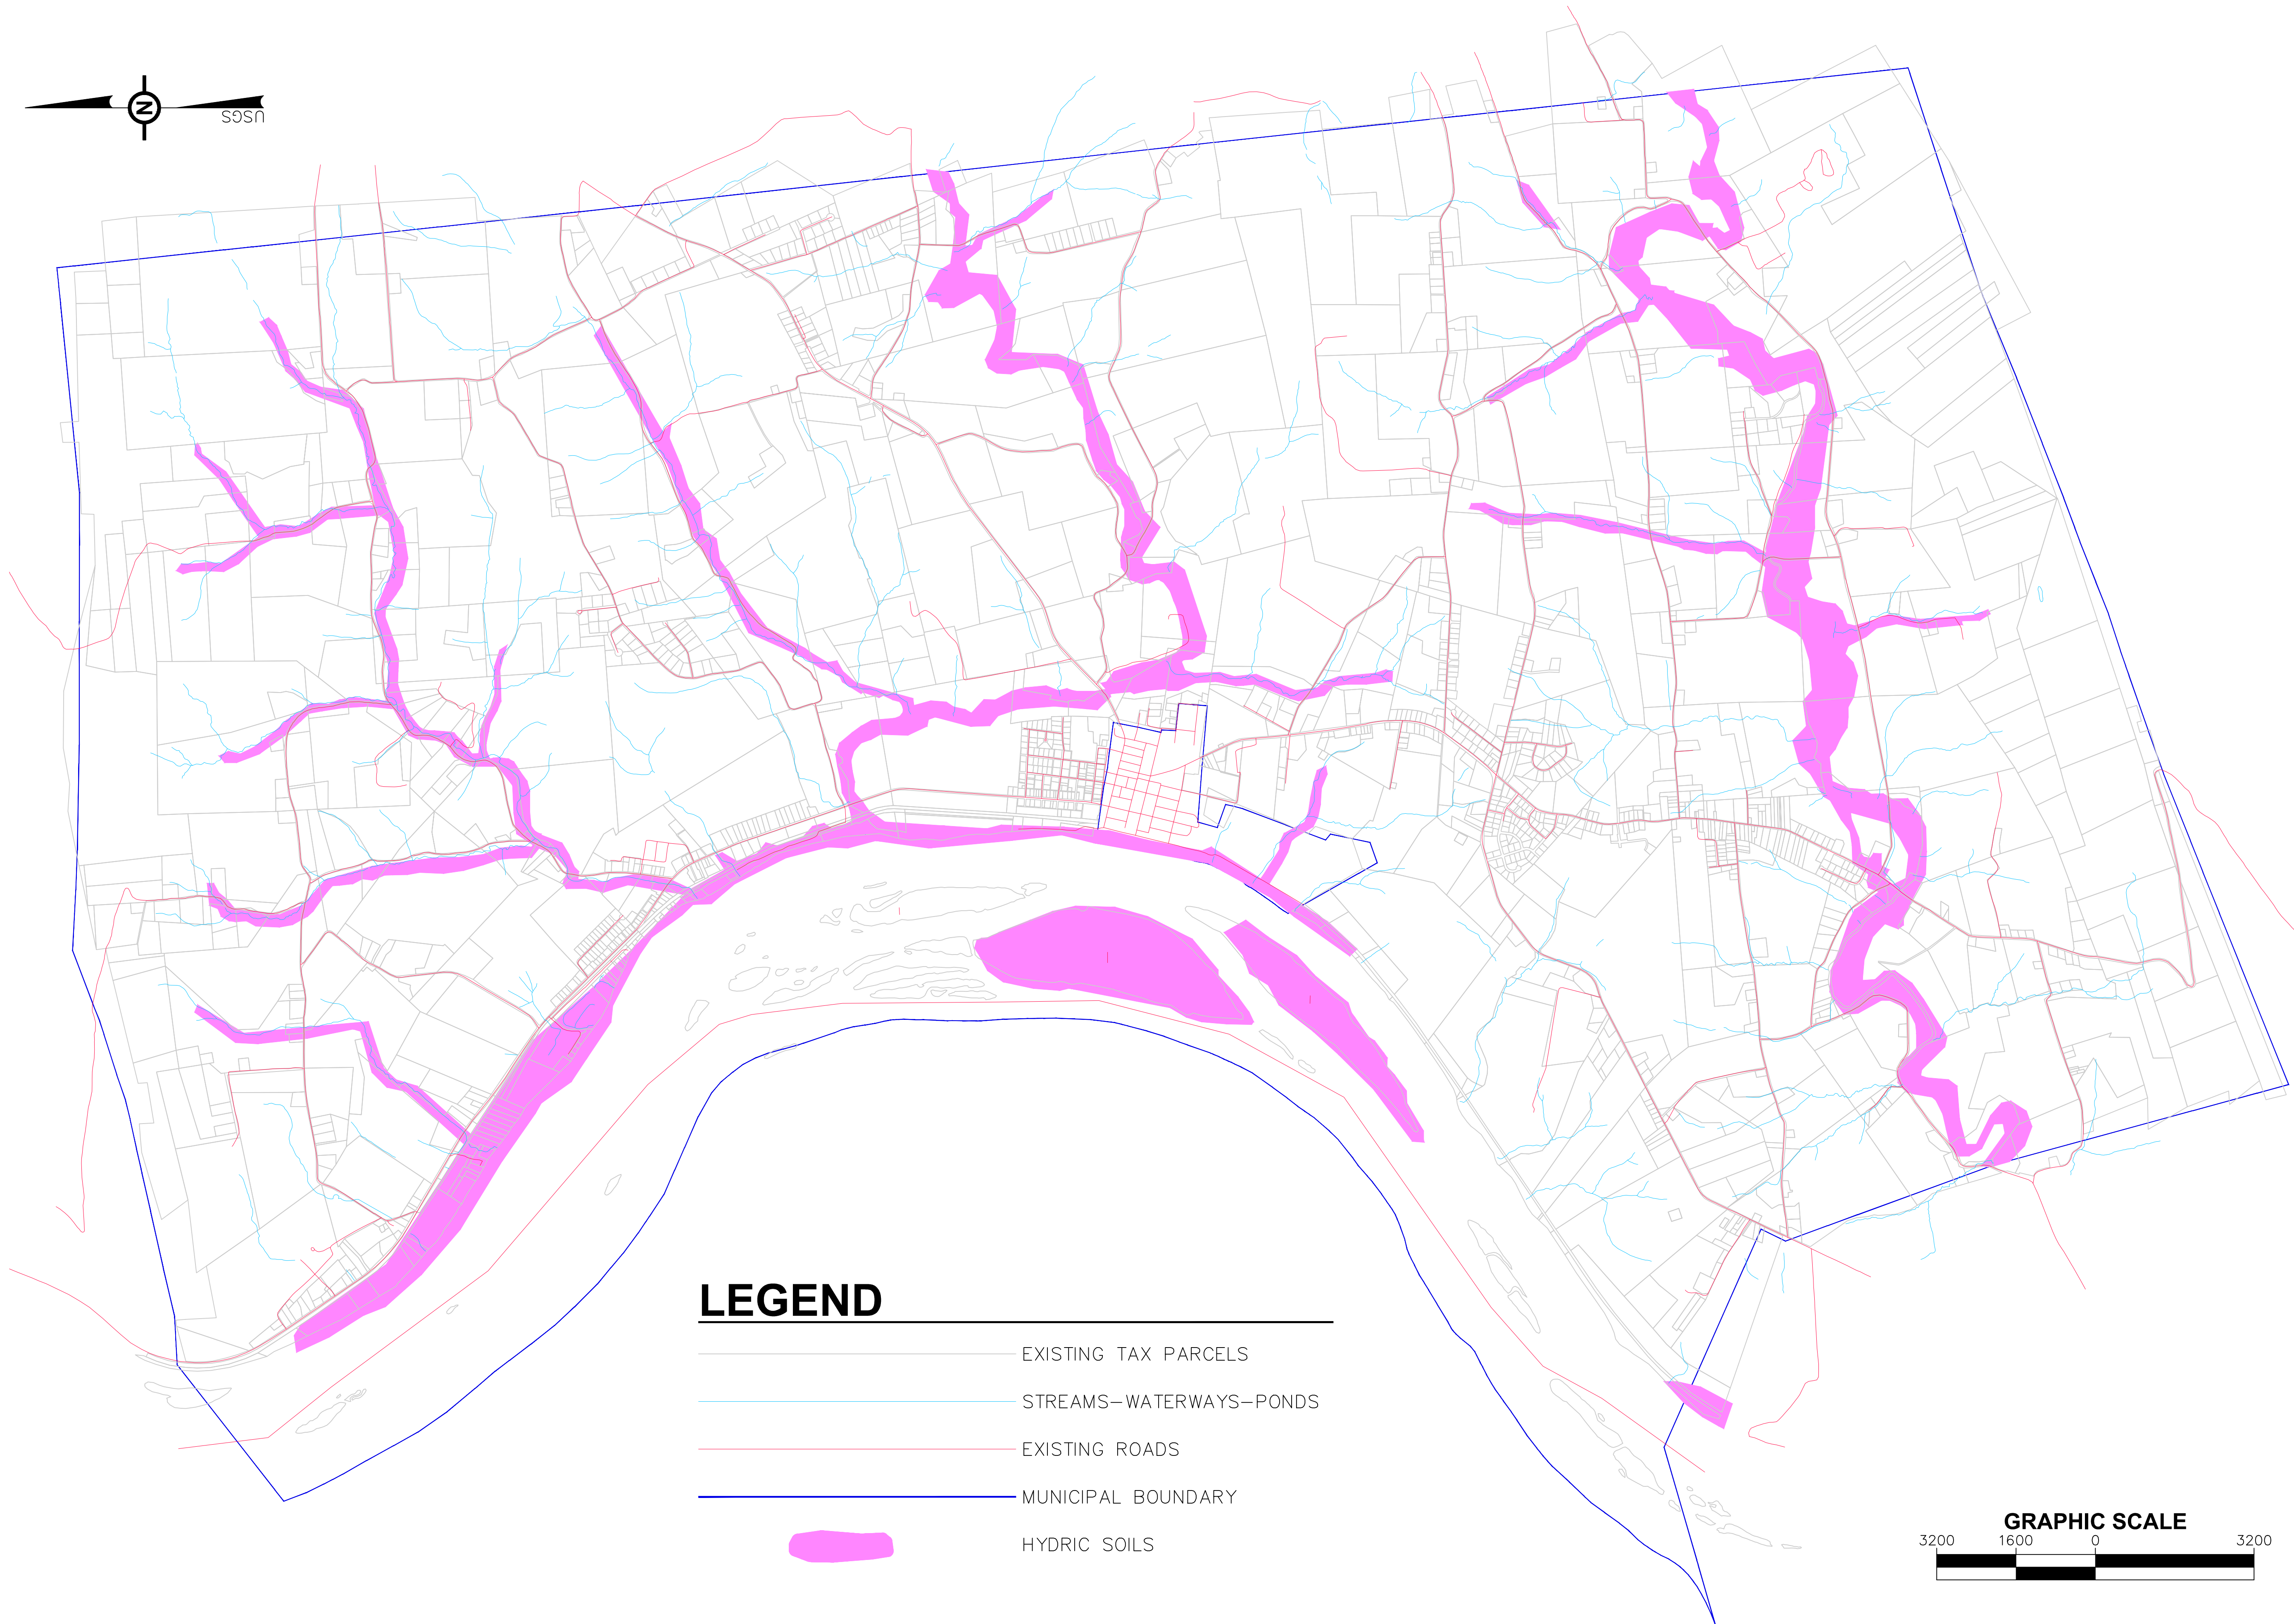 N
USGS
LEGEND
EXISTING TAX PARCELS
STREAMS-WATERWAYS-PONDS
EXISTING ROADS
MUNICIPAL BOUNDARY
HYDRIC SOILS
GRAPHIC SCALE
3200 1600 0 3200